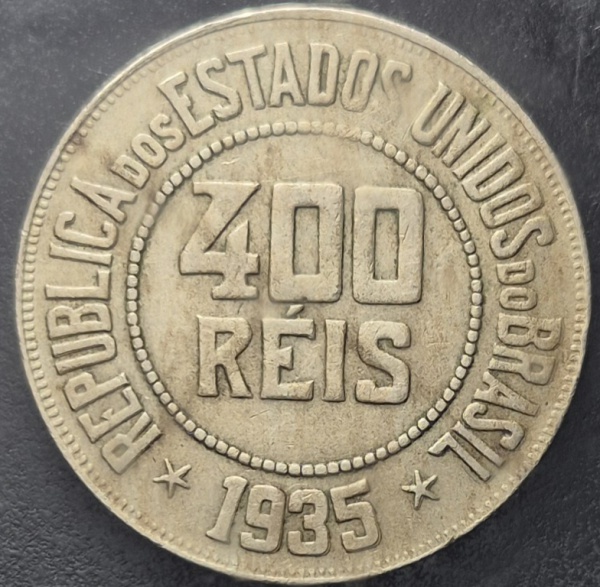 REPUBLICA DOS ESTADOS UNIDOS DO BRASIL
400
RÉIS
1935